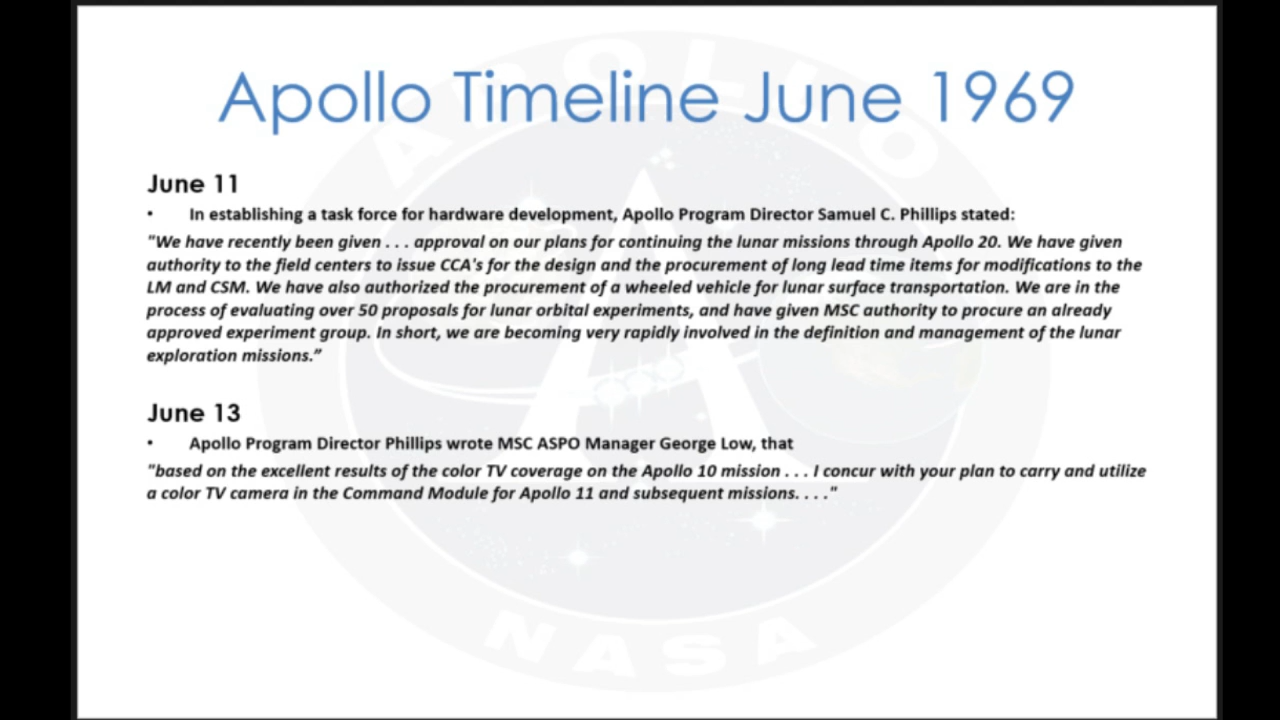 Apollo Timeline June 1969
June 11
• In establishing a task force for hardware development, Apollo Program Director Samuel C. Phillips stated:
"We have recently been given . . . approval on our plans for continuing the lunar missions through Apollo 20. We have given
authority to the field centers to issue CCA's for the design and the procurement of long lead time items for modifications to the
LM and CSM. We have also authorized the procurement of a wheeled vehicle for lunar surface transportation. We are in the
process of evaluating over 50 proposals for lunar orbital experiments, and have given MSC authority to procure an already
approved experiment group. In short, we are becoming very rapidly involved in the definition and management of the lunar
exploration missions.”
June 13
• Apollo Program Director Phillips wrote MSC ASPO Manager George Low, that
"based on the excellent results of the color TV coverage on the Apollo 10 mission . . . I concur with your plan to carry and utilize
a color TV camera in the Command Module for Apollo 11 and subsequent missions. . . ."
APOLLO
NASA